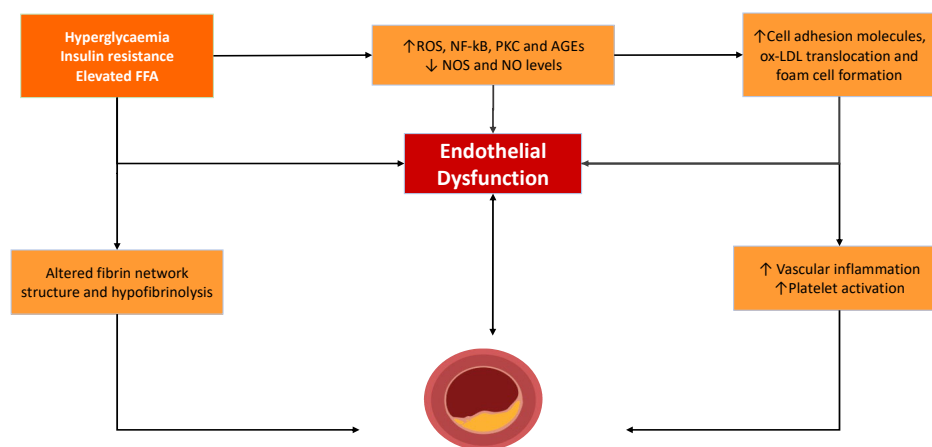 Hyperglycaemia
Insulin resistance
Elevated FFA
↑ROS, NF-kB, PKC and AGEs
↓ NOS and NO levels
↑Cell adhesion molecules,
ox-LDL translocation and
foam cell formation
Endothelial
Dysfunction
Altered fibrin network
structure and hypofibrinolysis
↑ Vascular inflammation
↑Platelet activation